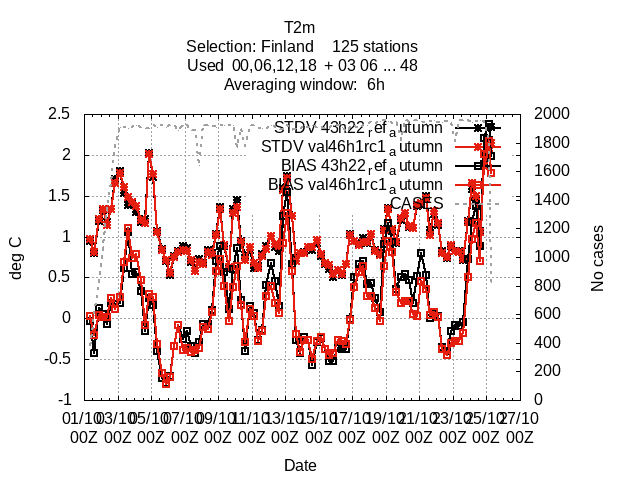 T2m
Selection: Finland 125 stations
Used 00,06,12,18 + 03 06 ... 48
Averaging window: 6h
STDV 43h22_ref_autumn
STDV val46h1rc1_autumn
BIAS 43h22_ref_autumn
BIAS val46h1rc1_autumn
CASES
2.5
2
1.5
1
0.5
0
-0.5
-1
deg C
2000
1800
1600
1400
1200
1000
800
600
400
200
0
No cases
01/10 03/10 05/10 07/10 09/10 11/10 13/10 15/10 17/10 19/10 21/10 23/10 25/10 27/10
00Z 00Z 00Z 00Z 00Z 00Z 00Z 00Z 00Z 00Z 00Z 00Z 00Z 00Z
Date